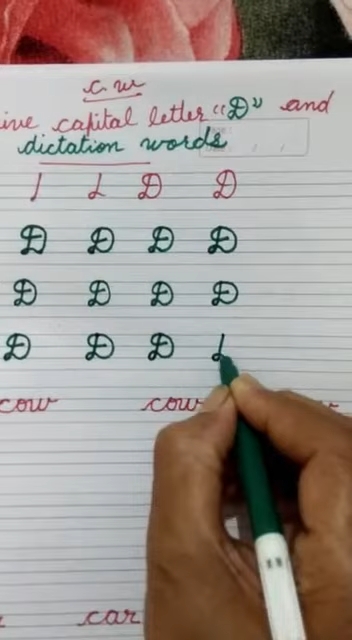 c.w
ive capital letter "D" and
dictation words
D D
D D D D
D D D D
D D D
cow cow
car